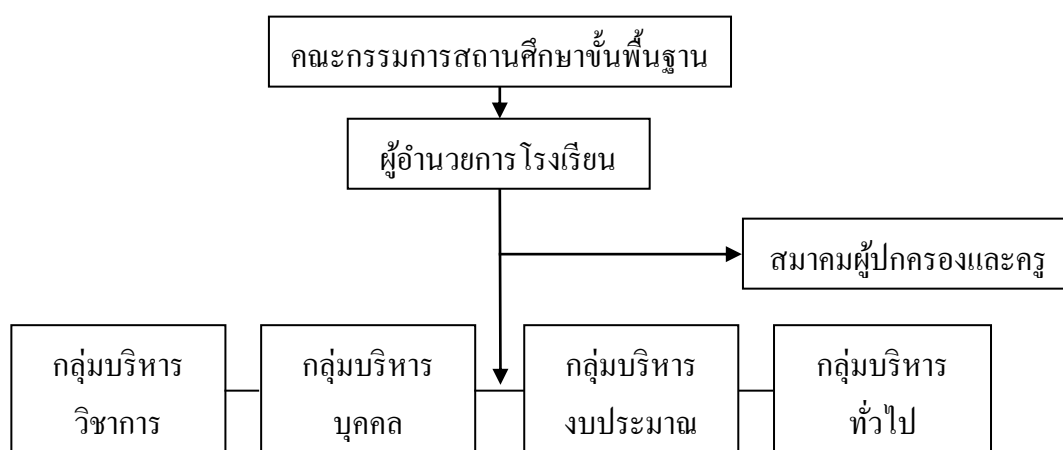 คณะกรรมการสถานศึกษาขั้นพื้นฐาน
ผู้อำนวยการโรงเรียน
สมาคมผู้ปกครองและครู
กลุ่มบริหาร
วิชาการ
กลุ่มบริหาร
บุคคล
กลุ่มบริหาร
งบประมาณ
กลุ่มบริหาร
ทั่วไป